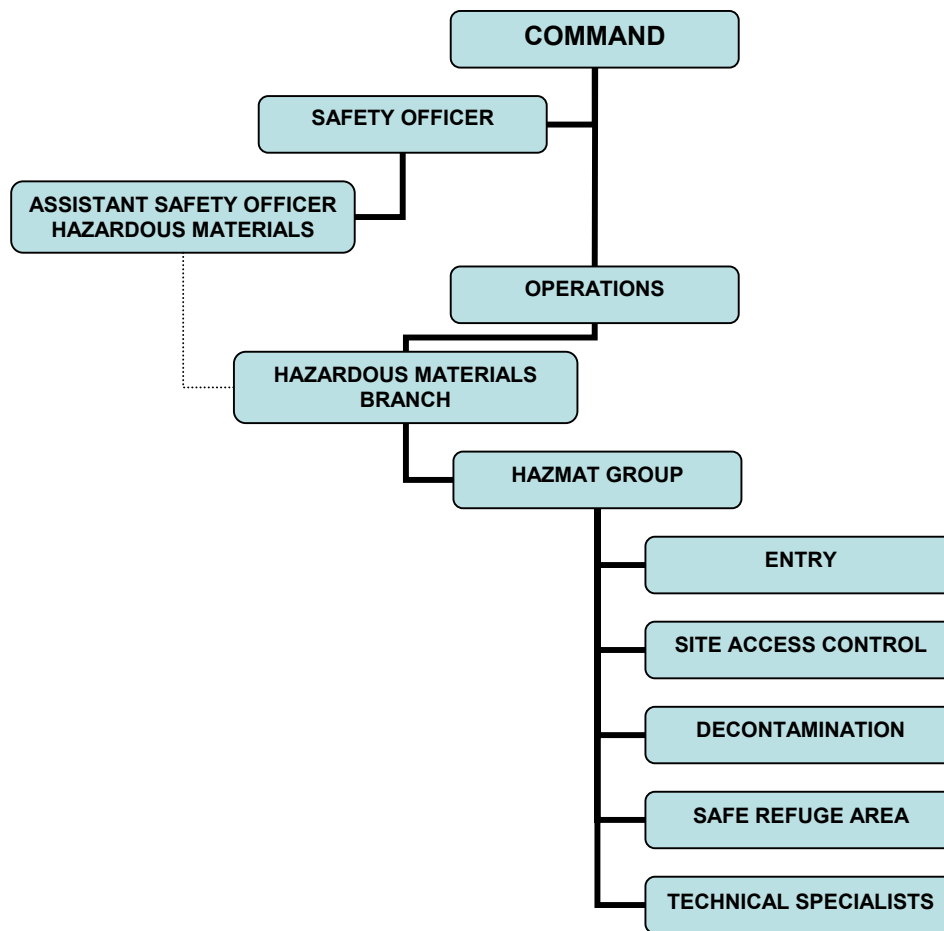 COMMAND
SAFETY OFFICER
ASSISTANT SAFETY OFFICER
HAZARDOUS MATERIALS
OPERATIONS
HAZARDOUS MATERIALS
BRANCH
HAZMAT GROUP
ENTRY
SITE ACCESS CONTROL
DECONTAMINATION
SAFE REFUGE AREA
TECHNICAL SPECIALISTS